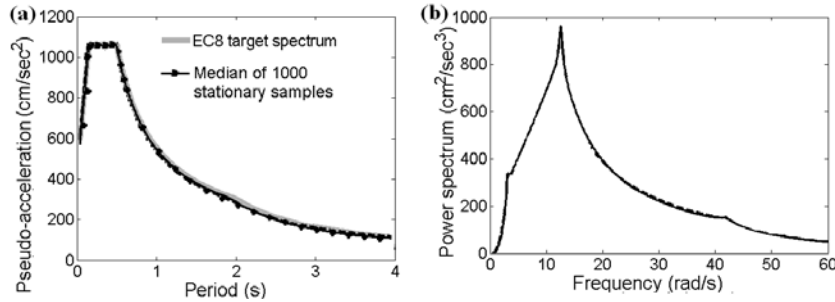 (a)
1200
1000
800
600
400
200
0
0 1 2 3 4
Pseudo-acceleration (cm/sec²)
Period (s)
EC8 target spectrum
Median of 1000
stationary samples
(b)
1000
800
600
400
200
0
0 10 20 30 40 50 60
Power spectrum (cm²/sec³)
Frequency (rad/s)